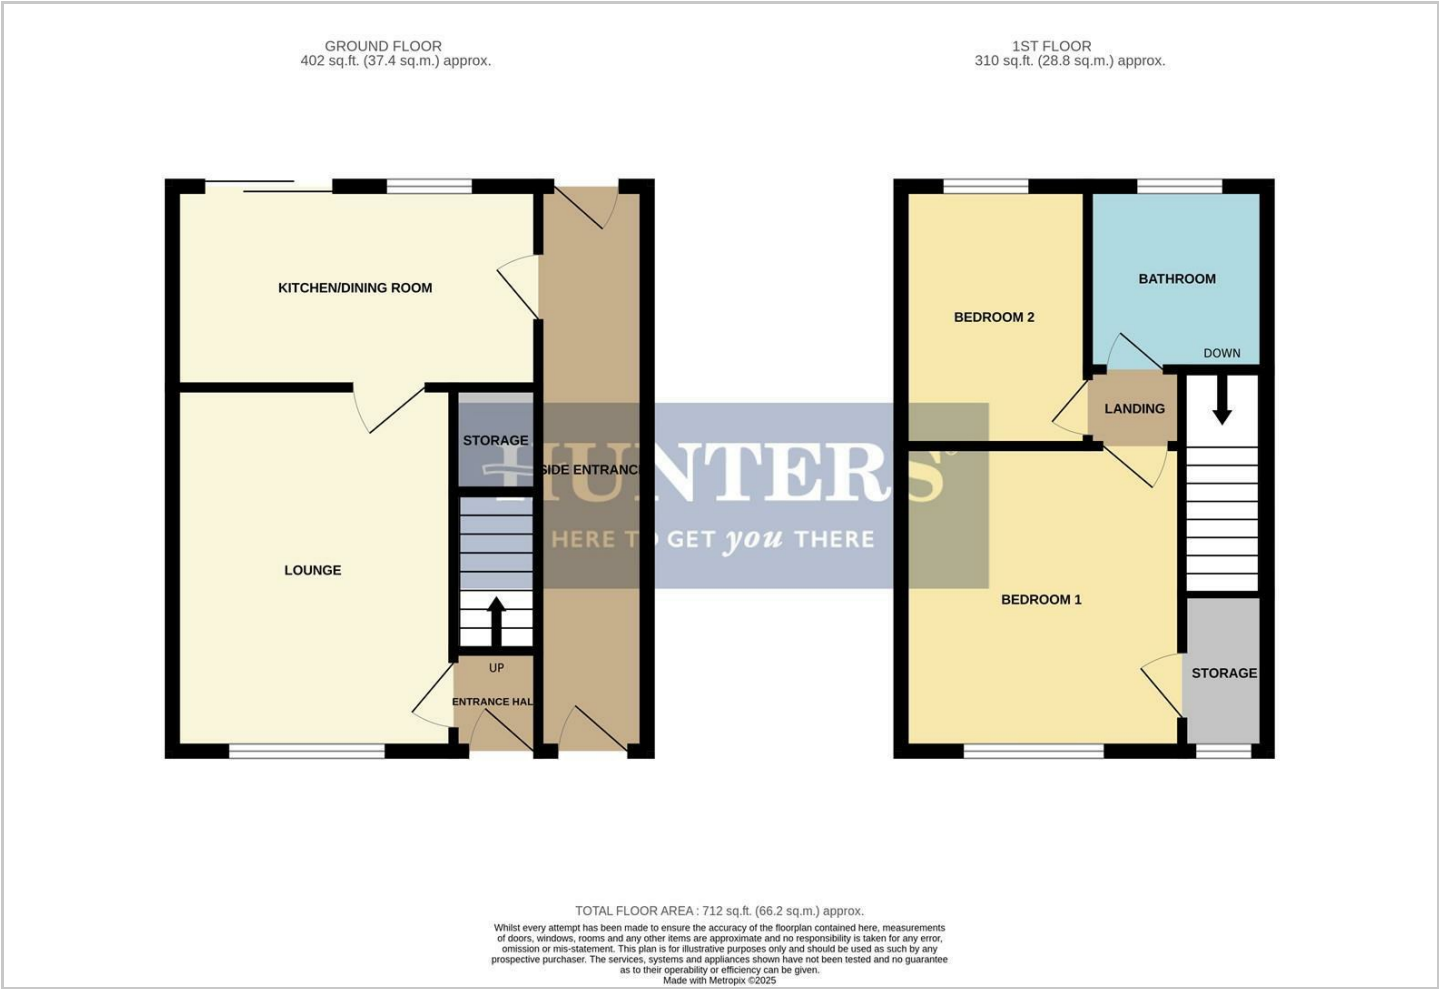 GROUND FLOOR
402 sq.ft. (37.4 sq.m.) approx.
1ST FLOOR
310 sq.ft. (28.8 sq.m.) approx.
KITCHEN/DINING ROOM
STORAGE
SIDE ENTRANCE
LOUNGE
UP
ENTRANCE HALL
BEDROOM 2
BATHROOM
DOWN
LANDING
BEDROOM 1
STORAGE
HUNTERS®
HERE TO GET you THERE
TOTAL FLOOR AREA : 712 sq.ft. (66.2 sq.m.) approx.
Whilst every attempt has been made to ensure the accuracy of the floorplan contained here, measurements
of doors, windows, rooms and any other items are approximate and no responsibility is taken for any error,
omission or mis-statement. This plan is for illustrative purposes only and should be used as such by any
prospective purchaser. The services, systems and appliances shown have not been tested and no guarantee
as to their operability or efficiency can be given.
Made with Metropix ©2025